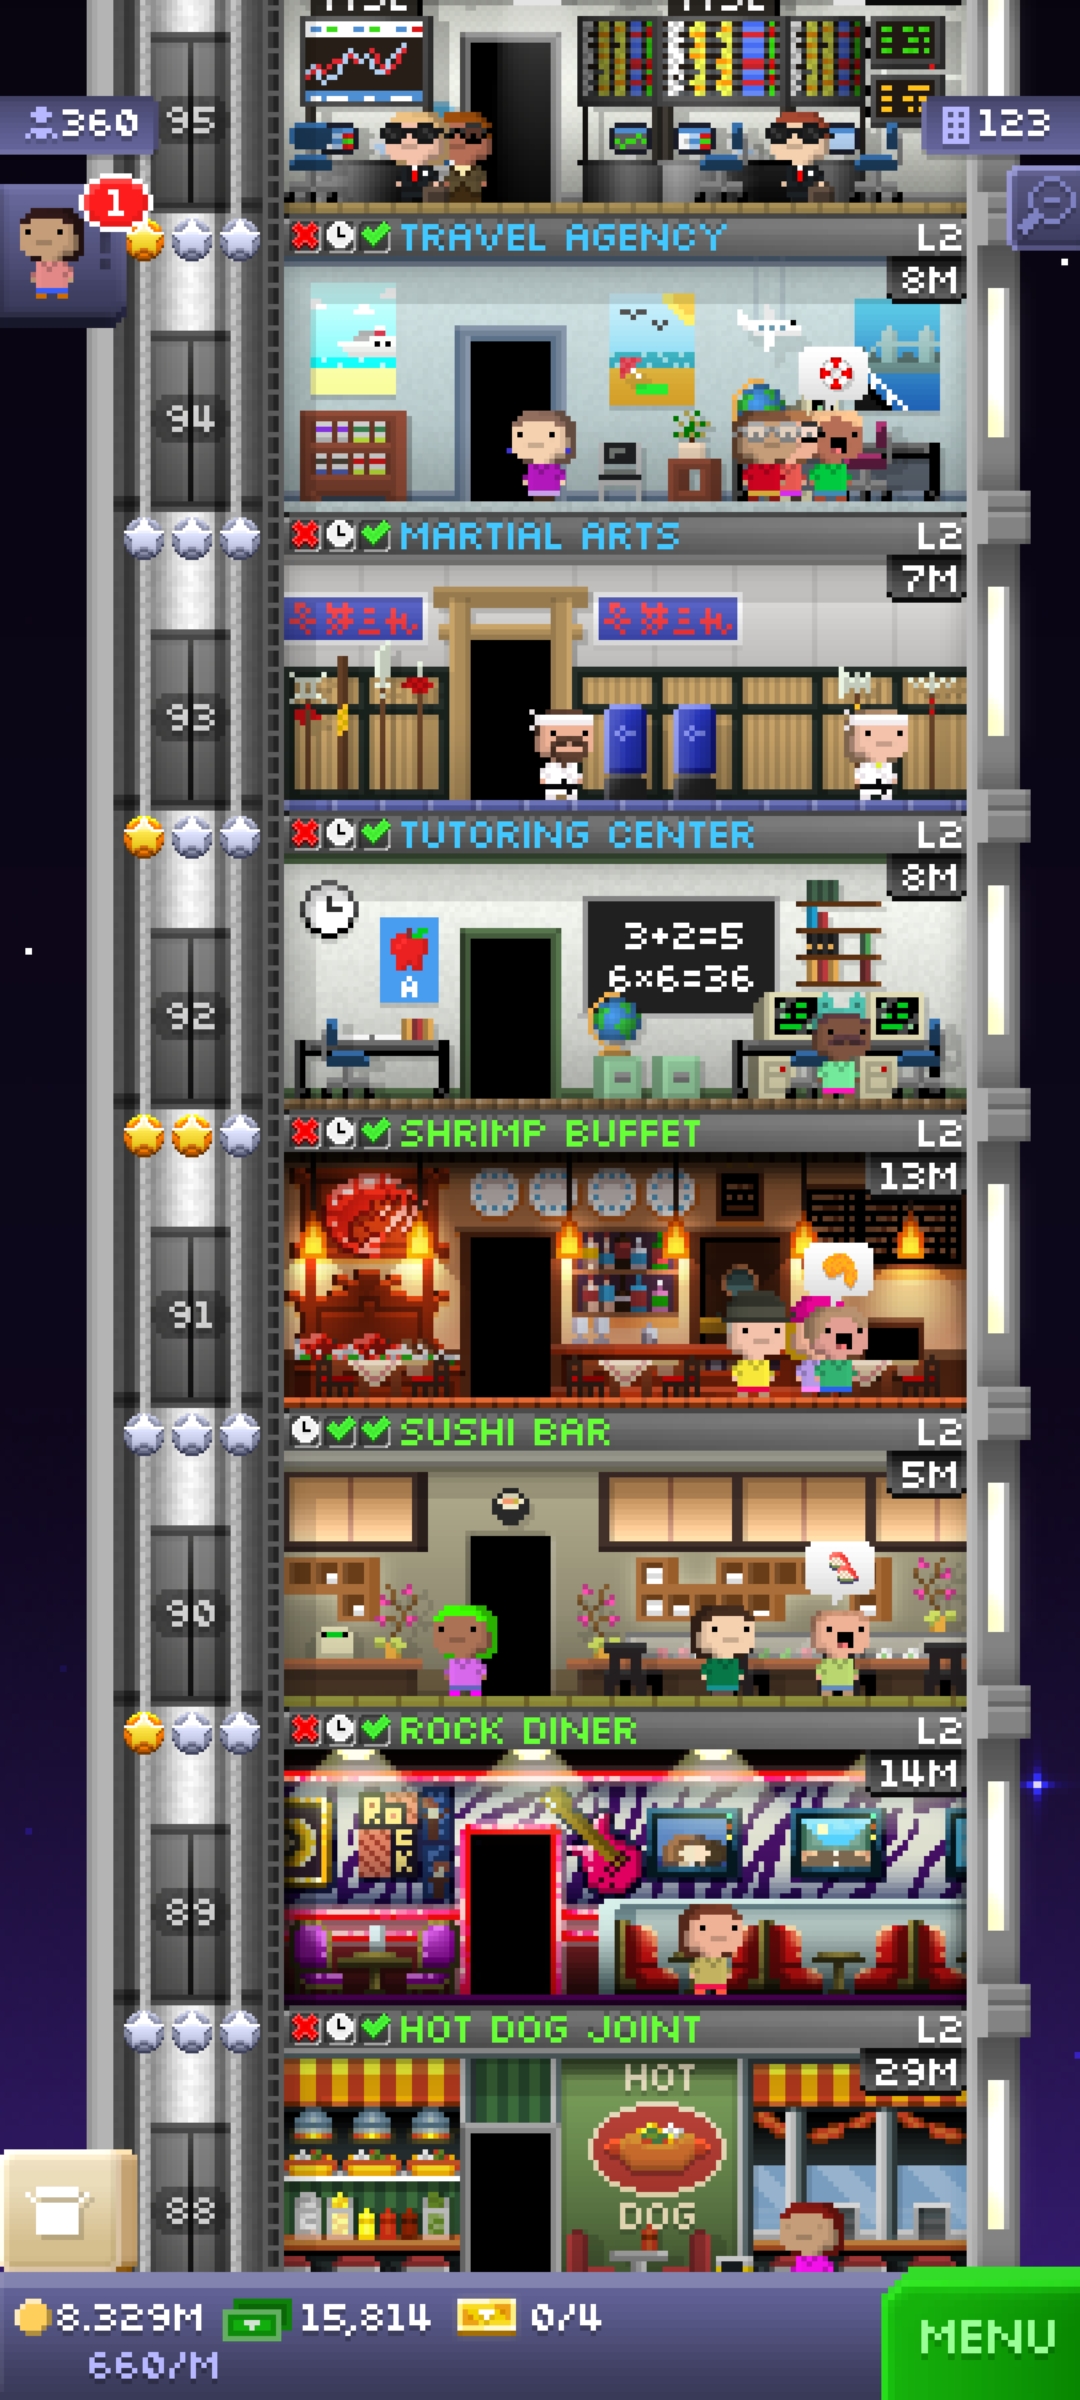 95
360
123
1
TRAVEL AGENCY L2
8M
94
MARTIAL ARTS L2
7M
93
TUTORING CENTER L2
8M
3+2=5
6×6=36
A
92
SHRIMP BUFFET L2
13M
91
SUSHI BAR L2
5M
90
ROCK DINER L2
14M
ROCK
89
HOT DOG JOINT L2
29M
HOT
DOG
88
8.329M 15,814 0/4
660/M
MENU